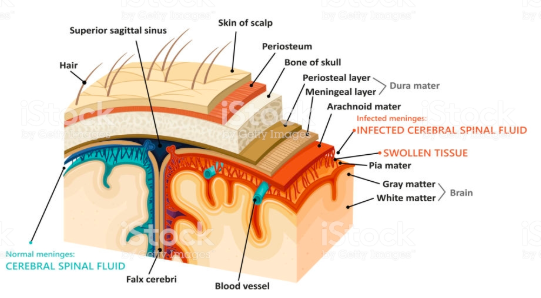 Skin of scalp
Superior sagittal sinus
Periosteum
Hair
Bone of skull
Periosteal layer
Dura mater
Meningeal layer
Arachnoid mater
Infected meninges:
INFECTED CEREBRAL SPINAL FLUID
SWOLLEN TISSUE
Pia mater
Gray matter
Brain
White matter
Normal meninges:
CEREBRAL SPINAL FLUID
Falx cerebri
Blood vessel
iStock
by Getty Images